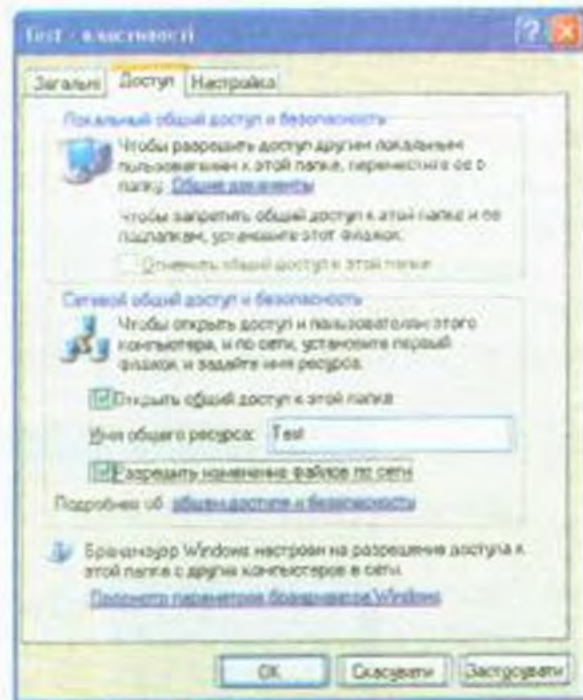 Test - властивості
Загальні Доступ Настройка
Локальный общий доступ и безопасность
Чтобы разрешить доступ другим локальным
пользователям к этой папке, переместите ее в
папку Общие документы
Чтобы запретить общий доступ к этой папке и ее
подпапкам, установите этот флажок.
Отменить общий доступ к этой папке
Сетевой общий доступ и безопасность
Чтобы открыть доступ и пользователям этого
компьютера, и по сети, установите первый
флажок и задайте имя ресурса.
Открыть общий доступ к этой папке
Имя общего ресурса: Test
Разрешить изменение файлов по сети
Подробнее об общем доступе и безопасности
Брандмауэр Windows настроен на разрешение доступа к
этой папке с других компьютеров в сети.
Просмотр параметров брандмауэра Windows
OK Скасувати Застосувати